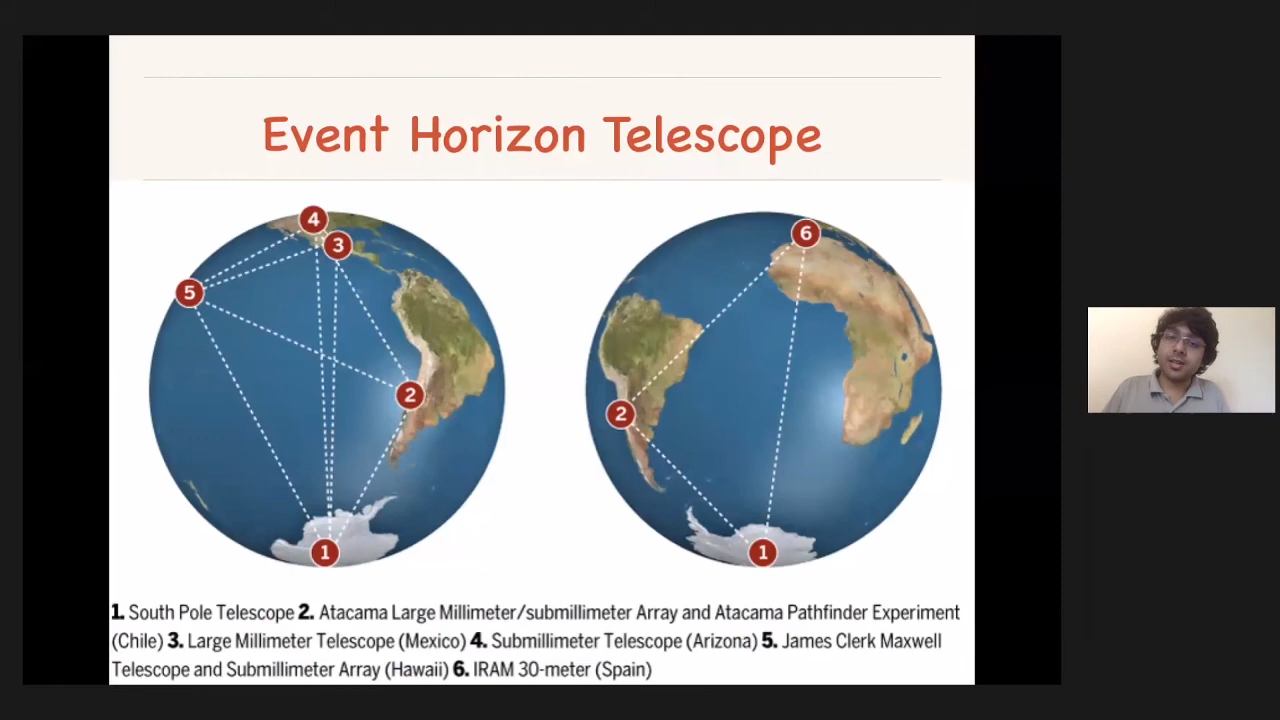 Event Horizon Telescope
4
3
5
2
1
6
2
1
1. South Pole Telescope 2. Atacama Large Millimeter/submillimeter Array and Atacama Pathfinder Experiment
(Chile) 3. Large Millimeter Telescope (Mexico) 4. Submillimeter Telescope (Arizona) 5. James Clerk Maxwell
Telescope and Submillimeter Array (Hawaii) 6. IRAM 30-meter (Spain)